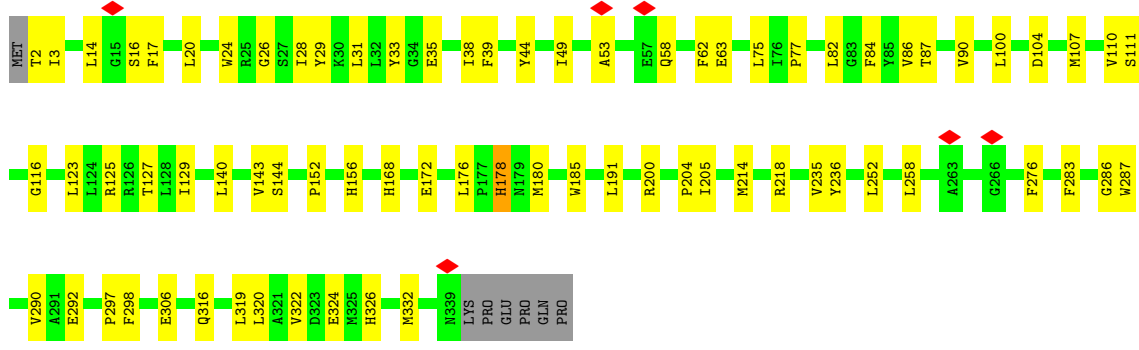 MET T2 I3 L14 G15 S16 F17 L20 W24 R25 G26 S27 I28 Y29 K30 L31 L32 Y33 G34 E35 I38 F39 Y44 I49 A53 E57 Q58 F62 E63 L75 I76 P77 L82 G83 F84 Y85 V86 T87 V90 L100 D104 M107 V110 S111
G116 L123 L124 R125 R126 T127 L128 I129 L140 V143 S144 P152 H156 H168 E172 L176 P177 H178 N179 M180 W185 L191 R200 P204 I205 M214 R218 V235 Y236 L252 L258 A263 G266 F276 F283 G286 W287
V290 A291 E292 P297 F298 E306 Q316 L319 L320 A321 V322 D323 E324 M325 H326 M332 N339 LYS PRO GLU PRO GLN PRO